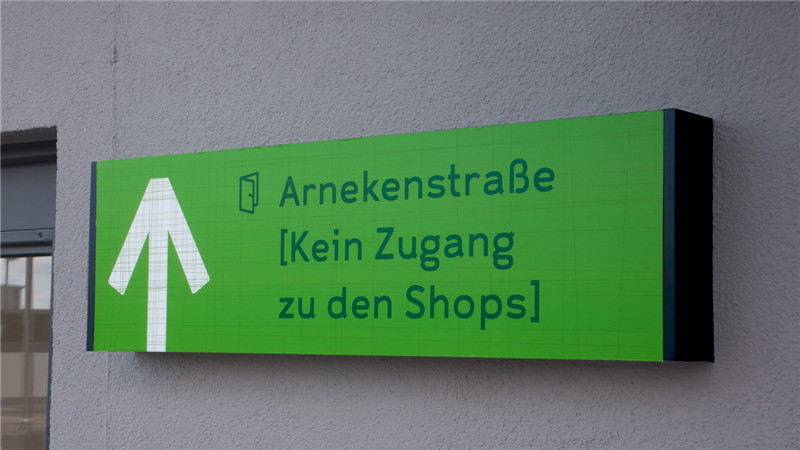 Arnekenstraße
[Kein Zugang
zu den Shops]